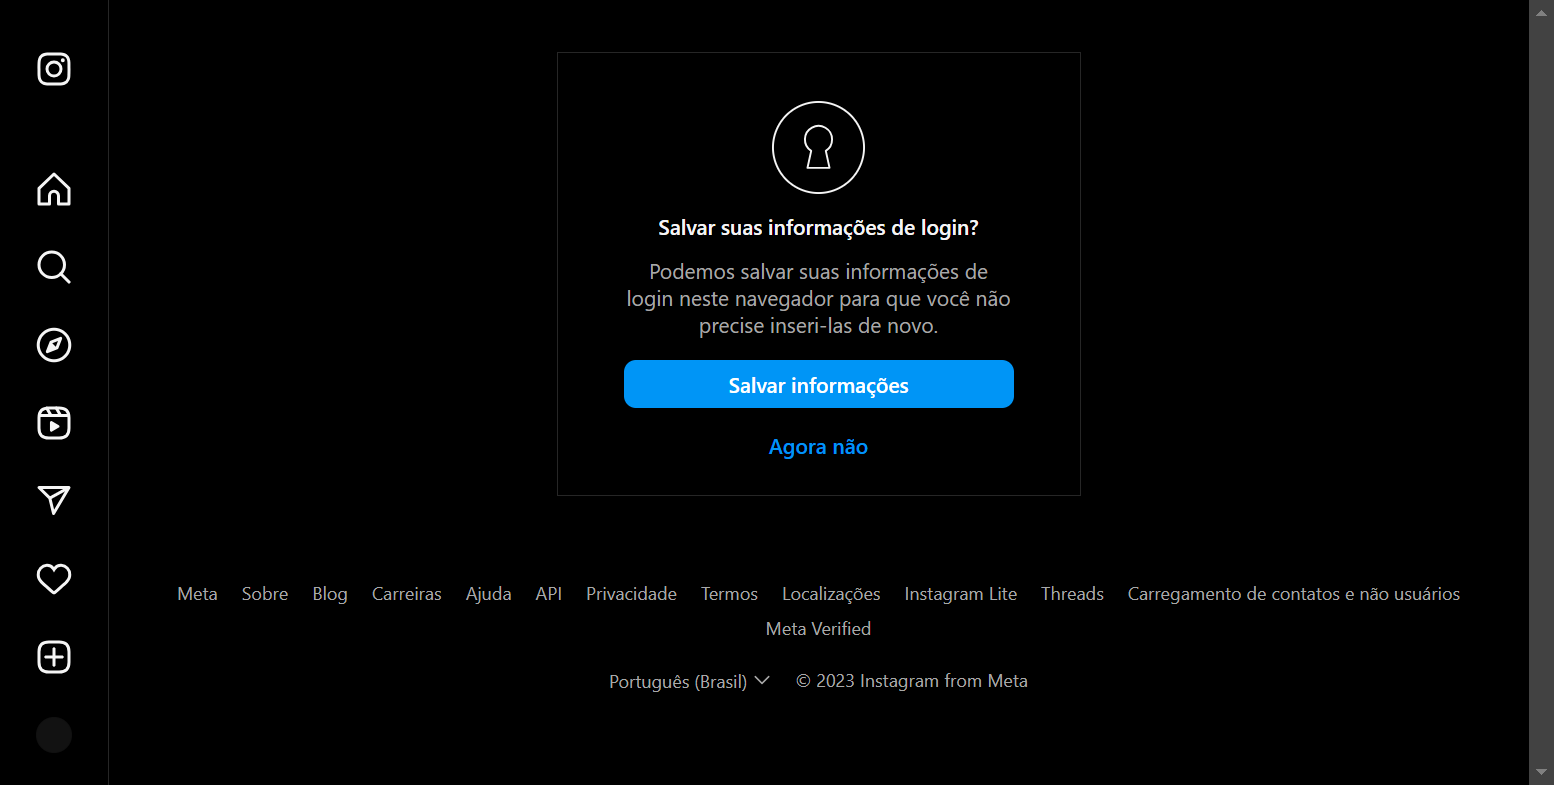 Salvar suas informações de login?
Podemos salvar suas informações de
login neste navegador para que você não
precise inseri-las de novo.
Salvar informações
Agora não
Meta Sobre Blog Carreiras Ajuda API Privacidade Termos Localizações Instagram Lite Threads Carregamento de contatos e não usuários
Meta Verified
Português (Brasil) © 2023 Instagram from Meta